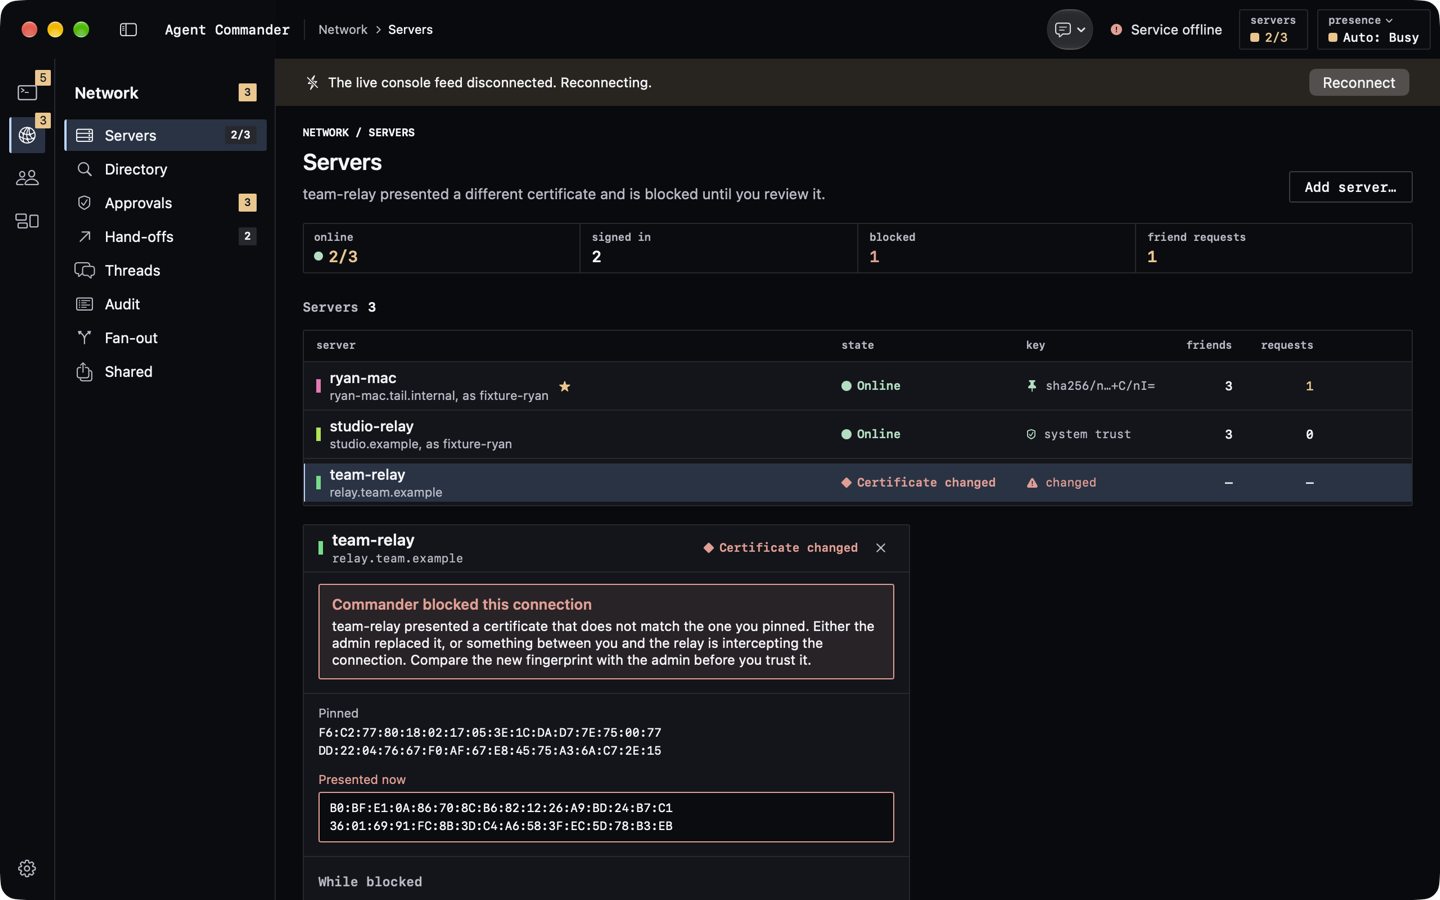 Agent Commander
Network > Servers
Service offline
servers
2/3
presence
Auto: Busy
5
3
Network
3
Servers
2/3
Directory
Approvals
3
Hand-offs
2
Threads
Audit
Fan-out
Shared
The live console feed disconnected. Reconnecting.
Reconnect
NETWORK / SERVERS
Servers
team-relay presented a different certificate and is blocked until you review it.
Add server…
online
2/3
signed in
2
blocked
1
friend requests
1
Servers 3
server state key friends requests
ryan-mac
ryan-mac.tail.internal, as fixture-ryan
Online
sha256/n…+C/nI=
3
1
studio-relay
studio.example, as fixture-ryan
Online
system trust
3
0
team-relay
relay.team.example
Certificate changed
changed
—
—
team-relay
relay.team.example
Certificate changed
Commander blocked this connection
team-relay presented a certificate that does not match the one you pinned. Either the
admin replaced it, or something between you and the relay is intercepting the
connection. Compare the new fingerprint with the admin before you trust it.
Pinned
F6:C2:77:80:18:02:17:05:3E:1C:DA:D7:7E:75:00:77
DD:22:04:76:67:F0:AF:67:E8:45:75:A3:6A:C7:2E:15
Presented now
B0:BF:E1:0A:86:70:8C:B6:82:12:26:A9:BD:24:B7:C1
36:01:69:91:FC:8B:3D:C4:A6:58:3F:EC:5D:78:B3:EB
While blocked